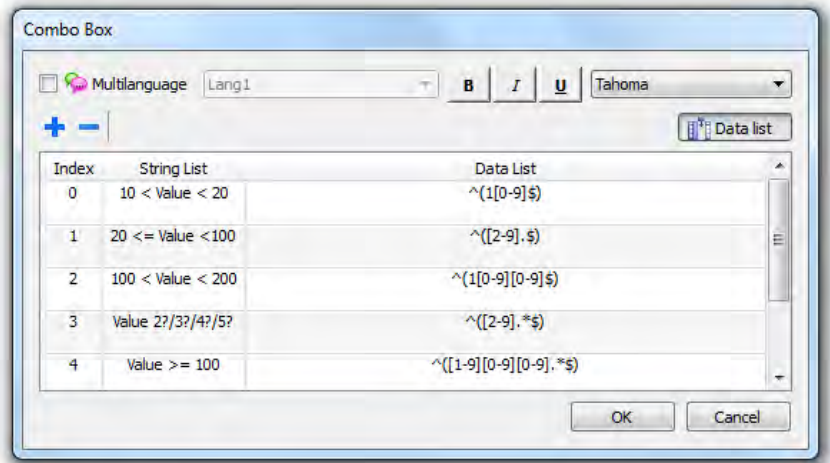 Combo Box
Multilanguage Lang1 B I U Tahoma
Data list
Index String List Data List
0 10 < Value < 20 ^(1[0-9]$)
1 20 <= Value <100 ^([2-9].$)
2 100 < Value < 200 ^(1[0-9][0-9]$)
3 Value 2?/3?/4?/5? ^([2-9].*$)
4 Value >= 100 ^([1-9][0-9][0-9].*$)
OK Cancel